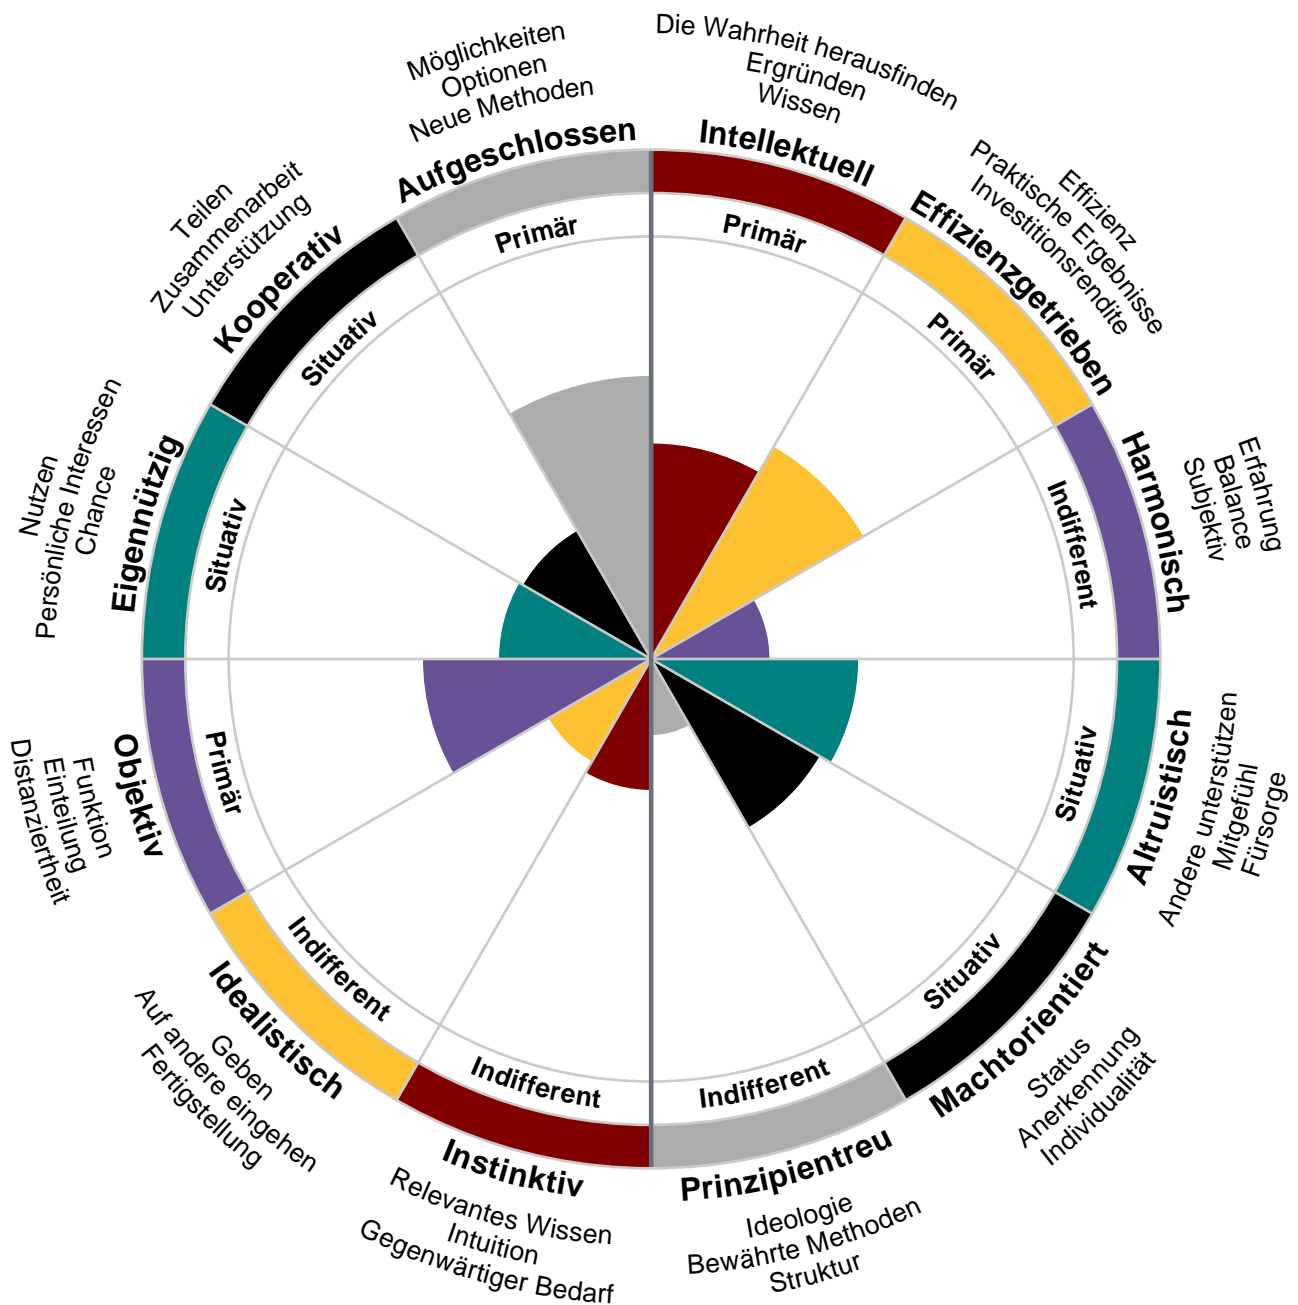 Die Wahrheit herausfinden
Ergründen
Wissen
Intellektuell
Primär
Effizienz
Praktische Ergebnisse
Investitionsrendite
Effizienzgetrieben
Primär
Erfahrung
Balance
Subjektiv
Harmonisch
Indifferent
Altruistisch
Situativ
Andere unterstützen
Mitgefühl
Fürsorge
Machtorientiert
Situativ
Status
Anerkennung
Individualität
Indifferent
Prinzipientreu
Ideologie
Bewährte Methoden
Struktur
Indifferent
Instinktiv
Relevantes Wissen
Intuition
Gegenwärtiger Bedarf
Indifferent
Idealistisch
Geben
Auf andere eingehen
Fertigstellung
Primär
Objektiv
Funktion
Einteilung
Distanziertheit
Nutzen
Persönliche Interessen
Chance
Eigennützig
Situativ
Teilen
Zusammenarbeit
Unterstützung
Kooperativ
Situativ
Möglichkeiten
Optionen
Neue Methoden
Aufgeschlossen
Primär